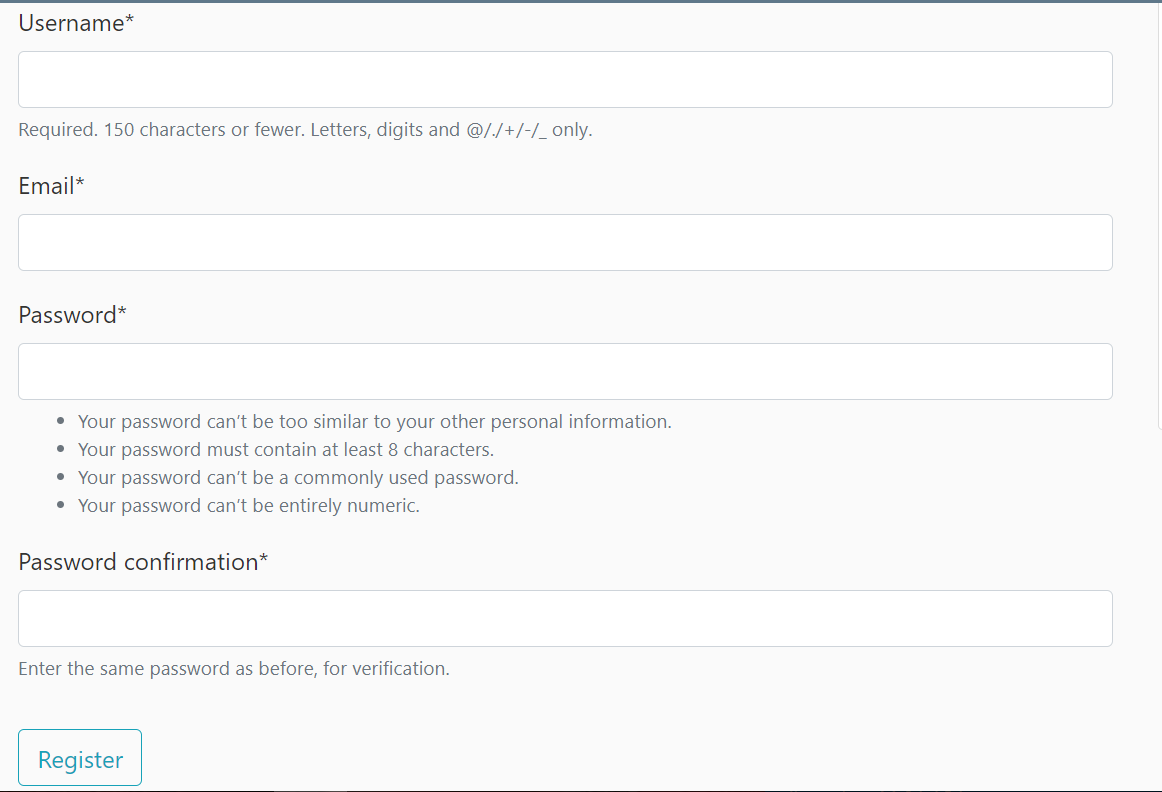 Username*
Required. 150 characters or fewer. Letters, digits and @/./+/-/_ only.
Email*
Password*
Your password can’t be too similar to your other personal information.
Your password must contain at least 8 characters.
Your password can’t be a commonly used password.
Your password can’t be entirely numeric.
Password confirmation*
Enter the same password as before, for verification.
Register